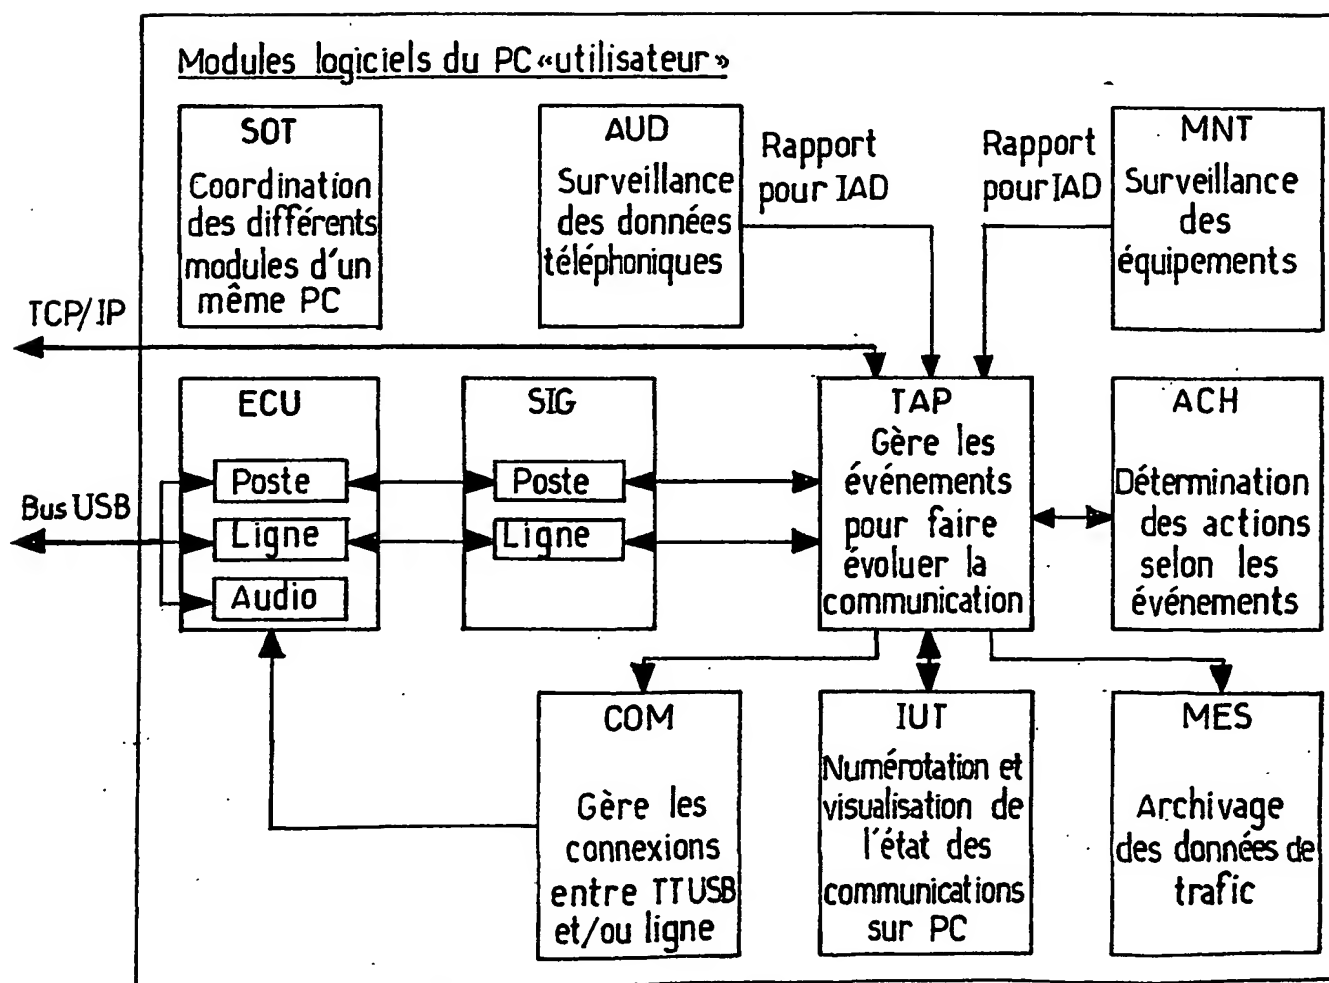 Modules logiciels du PC «utilisateur»
SOT
Coordination
des différents
modules d'un
même PC
AUD
Surveillance
des données
téléphoniques
Rapport
pour IAD
Rapport
pour IAD
MNT
Surveillance
des
équipements
TCP/IP
Bus USB
ECU
Poste
Ligne
Audio
SIG
Poste
Ligne
TAP
Gère les
événements
pour faire
évoluer la
communication
ACH
Détermination
des actions
selon les
événements
COM
Gère les
connexions
entre TTUSB
et/ou ligne
IUT
Numérotation et
visualisation de
l'état des
communications
sur PC
MES
Archivage
des données de
trafic